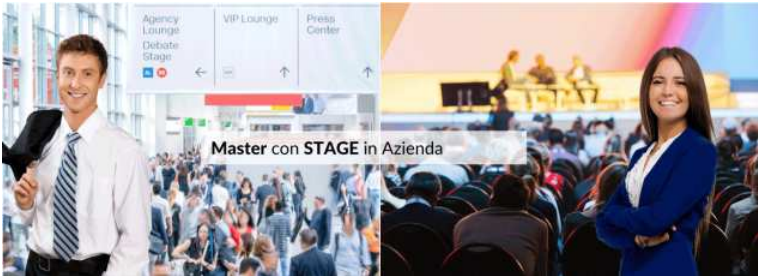 Agency
Lounge
Debate
Stage
VIP Lounge
Press
Center
Master con STAGE in Azienda